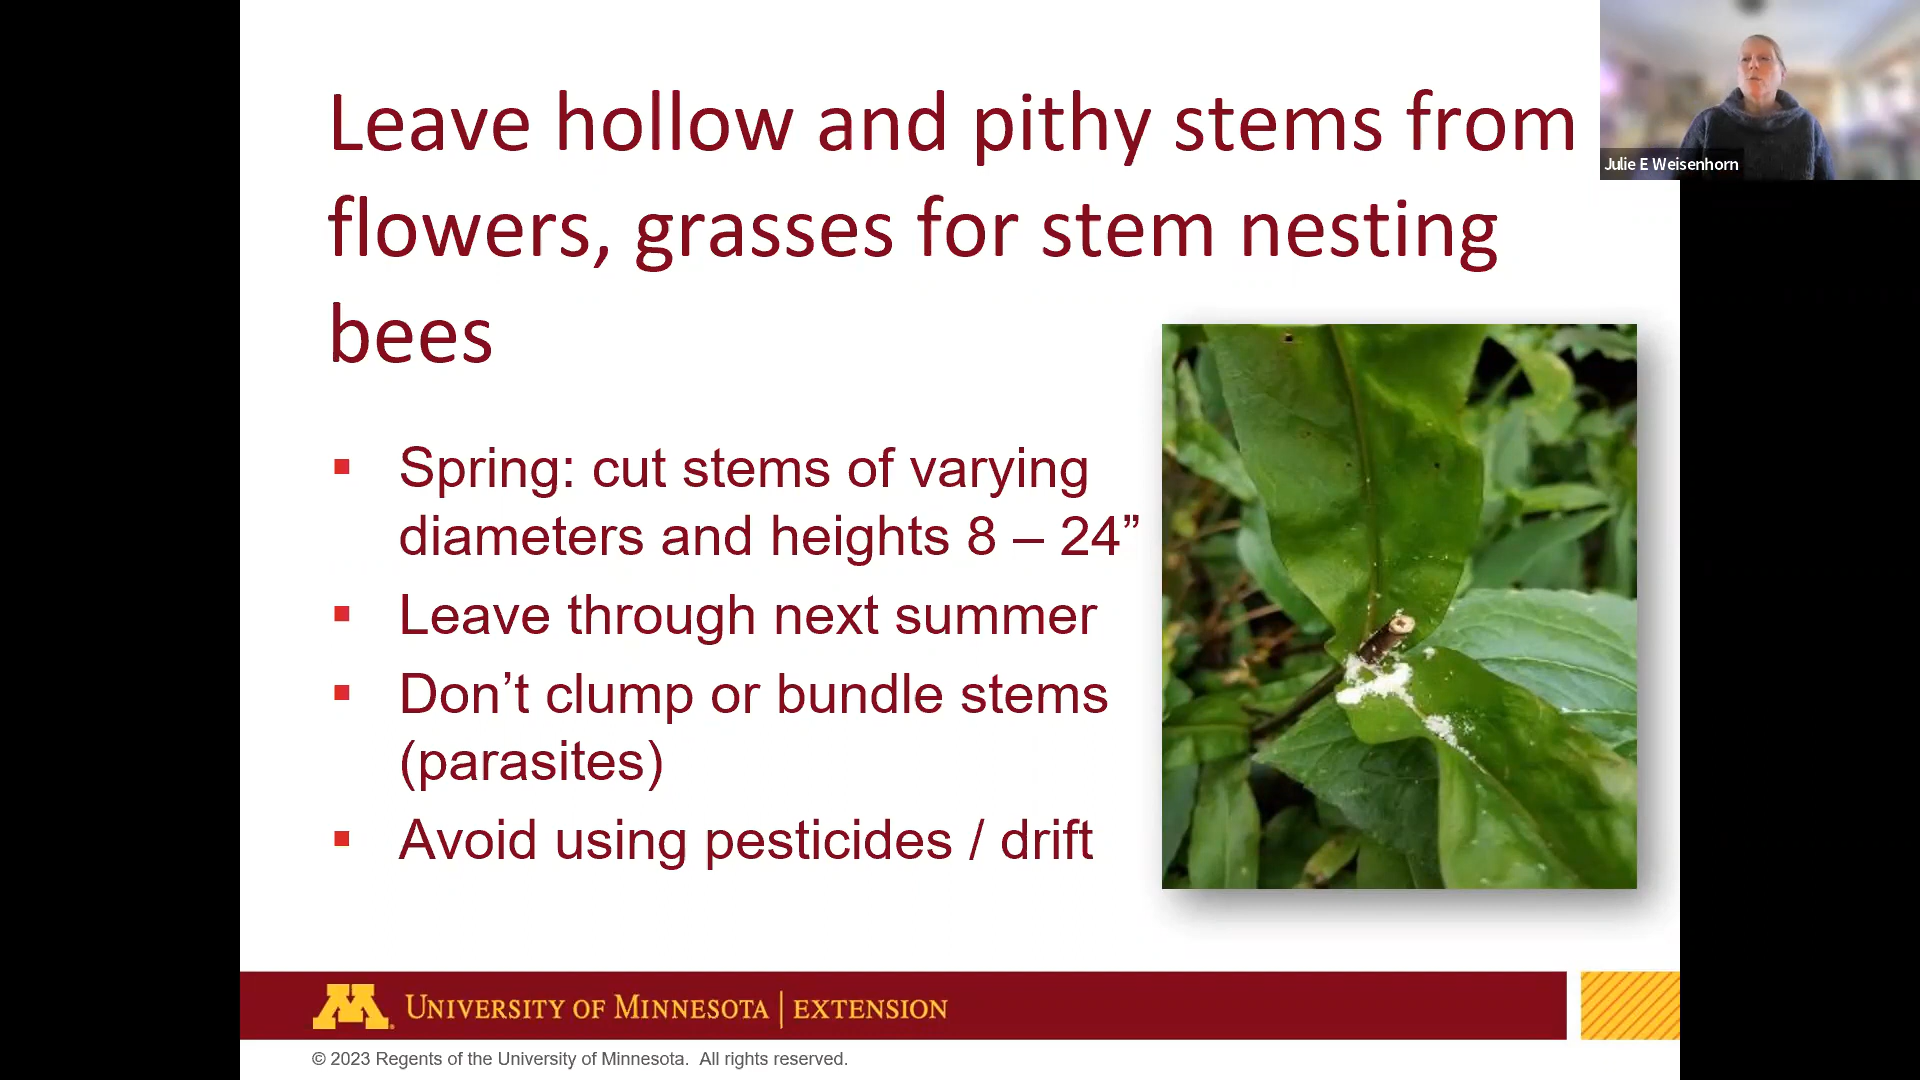 Leave hollow and pithy stems from
flowers, grasses for stem nesting
bees
Julie E Weisenhorn
Spring: cut stems of varying
diameters and heights 8 – 24”
Leave through next summer
Don’t clump or bundle stems
(parasites)
Avoid using pesticides / drift
M UNIVERSITY OF MINNESOTA | EXTENSION
© 2023 Regents of the University of Minnesota. All rights reserved.